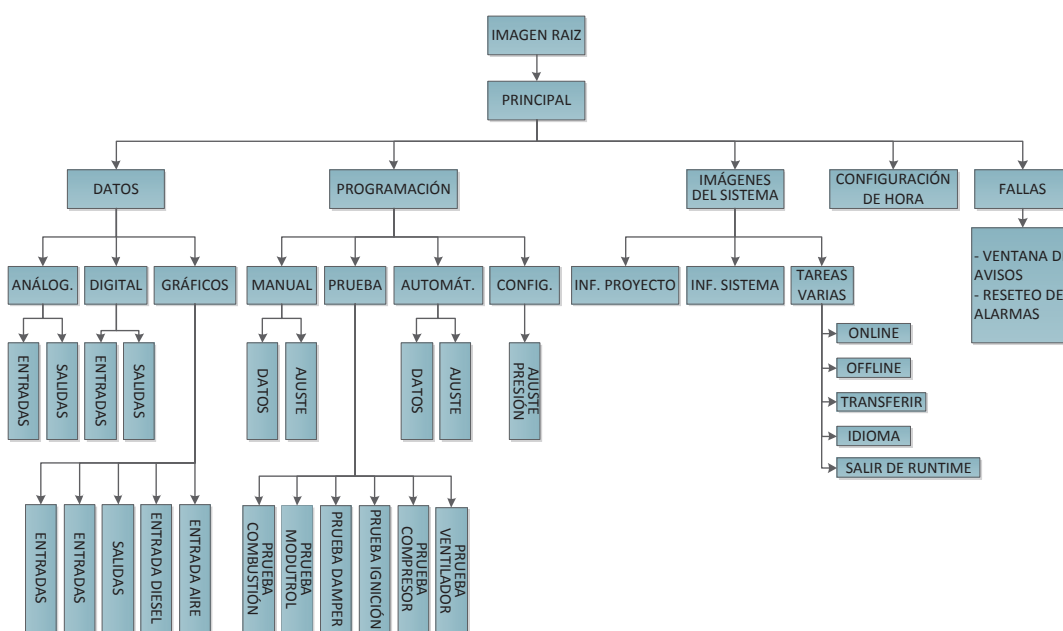 IMAGEN RAIZ
PRINCIPAL
DATOS
PROGRAMACIÓN
IMÁGENES
DEL SISTEMA
CONFIGURACIÓN
DE HORA
FALLAS
ANÁLOG.
DIGITAL
GRÁFICOS
MANUAL
PRUEBA
AUTOMÁT.
CONFIG.
INF. PROYECTO
INF. SISTEMA
TAREAS
VARIAS
- VENTANA D
AVISOS
- RESETEO DE
ALARMAS
ENTRADAS
SALIDAS
ENTRADAS
SALIDAS
DATOS
AJUSTE
DATOS
AJUSTE
AJUSTE
PRESIÓN
ONLINE
OFFLINE
TRANSFERIR
IDIOMA
SALIR DE RUNTIME
ENTRADAS
ENTRADAS
SALIDAS
ENTRADA DIESEL
ENTRADA AIRE
PRUEBA
COMBUSTIÓN
PRUEBA
MODUTROL
PRUEBA DAMPER
PRUEBA IGNICIÓN
PRUEBA
COMPRESOR
PRUEBA
VENTILADOR